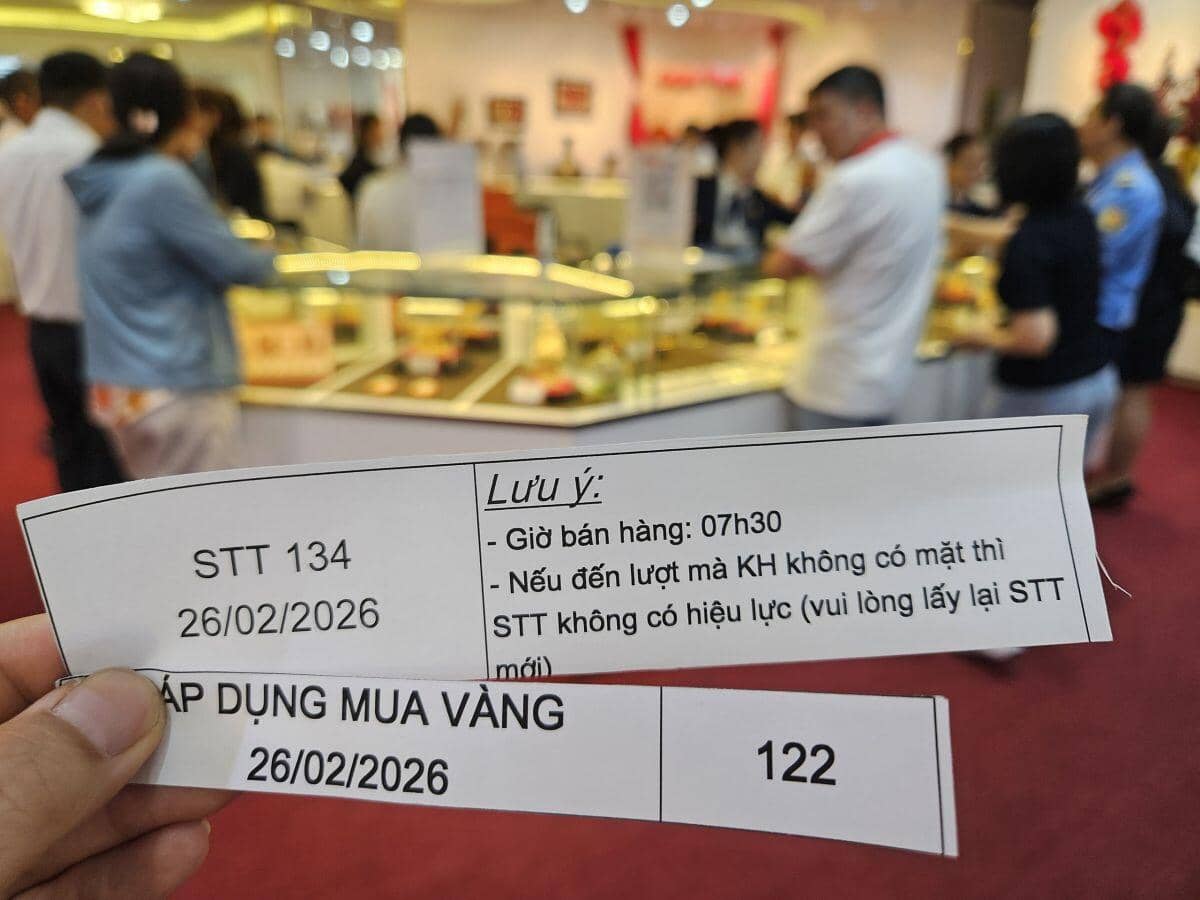 STT 134
26/02/2026
Lưu ý:
- Giờ bán hàng: 07h30
- Nếu đến lượt mà KH không có mặt thì
STT không có hiệu lực (vui lòng lấy lại STT
mới)
ÁP DỤNG MUA VÀNG
26/02/2026
122